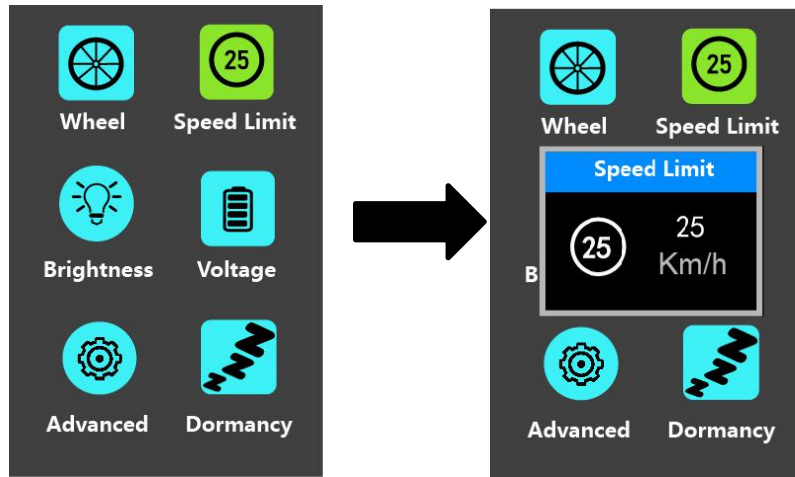 25
Wheel Speed Limit
Brightness Voltage
Advanced Dormancy
25
Wheel Speed Limit
Speed Limit
25 25
Km/h
B
Advanced Dormancy